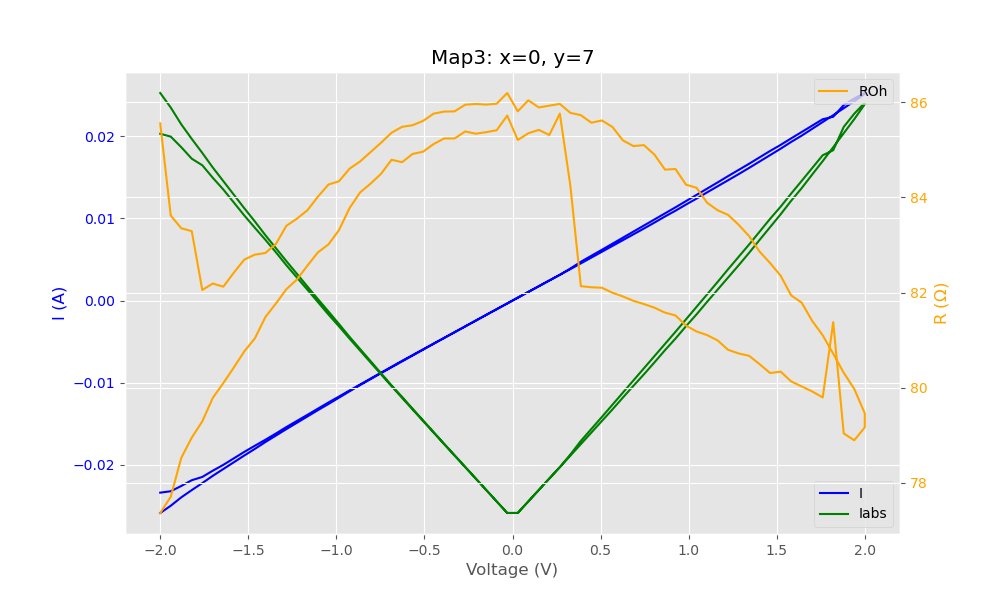 Map3: x=0, y=7
ROh
I (A)
0.02
0.01
0.00
−0.01
−0.02
86
84
82
80
78
R (Ω)
I
Iabs
−2.0 −1.5 −1.0 −0.5 0.0 0.5 1.0 1.5 2.0
Voltage (V)